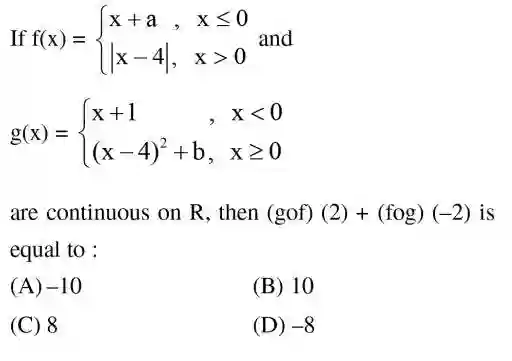 If f(x) = { x + a , x ≤ 0
|x − 4|, x > 0 and
g(x) = { x + 1 , x < 0
(x − 4)² + b, x ≥ 0
are continuous on R, then (gof) (2) + (fog) (−2) is
equal to :
(A) –10 (B) 10
(C) 8 (D) –8